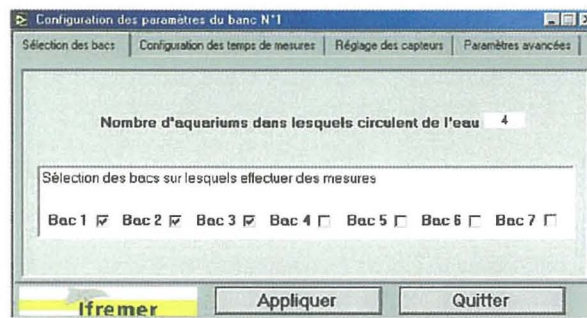 Configuration des paramètres du banc N°1
Sélection des bacs Configuration des temps de mesures Réglage des capteurs Paramètres avancées
Nombre d'aquariums dans lesquels circulent de l'eau 4
Sélection des bacs sur lesquels effectuer des mesures
Bac 1 Bac 2 Bac 3 Bac 4 Bac 5 Bac 6 Bac 7
Ifremer Appliquer Quitter